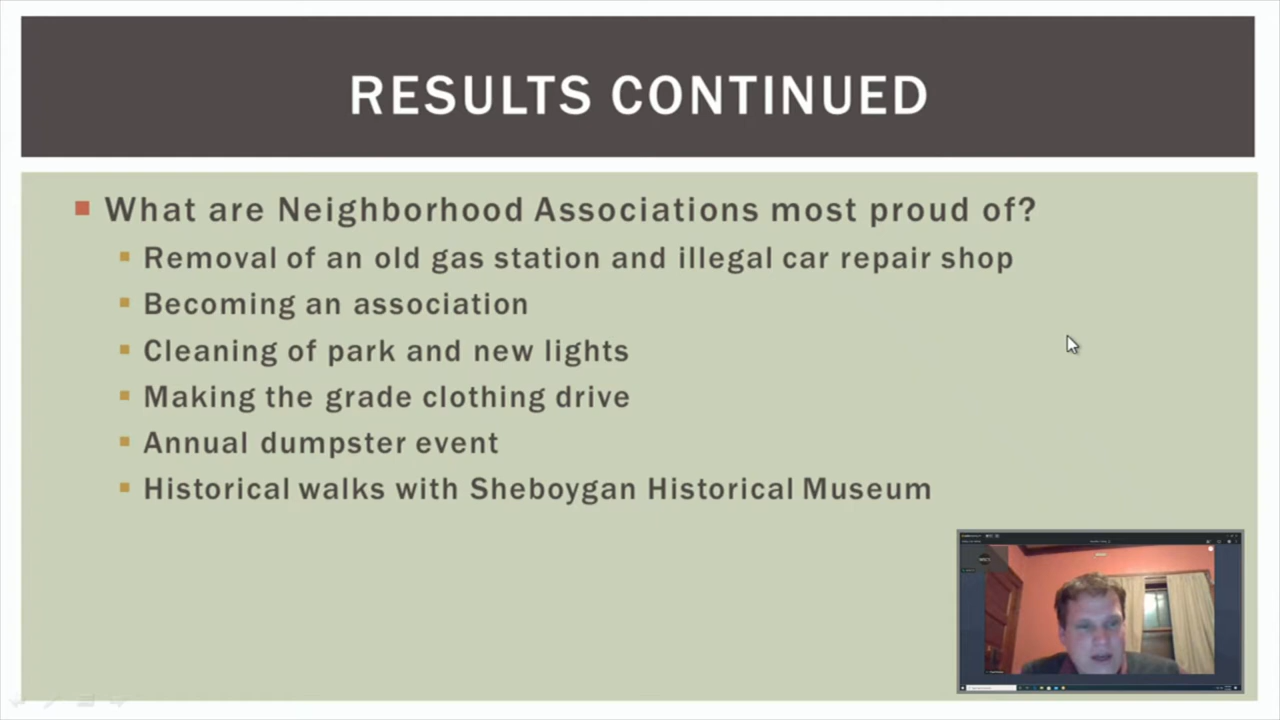 RESULTS CONTINUED
What are Neighborhood Associations most proud of?
Removal of an old gas station and illegal car repair shop
Becoming an association
Cleaning of park and new lights
Making the grade clothing drive
Annual dumpster event
Historical walks with Sheboygan Historical Museum